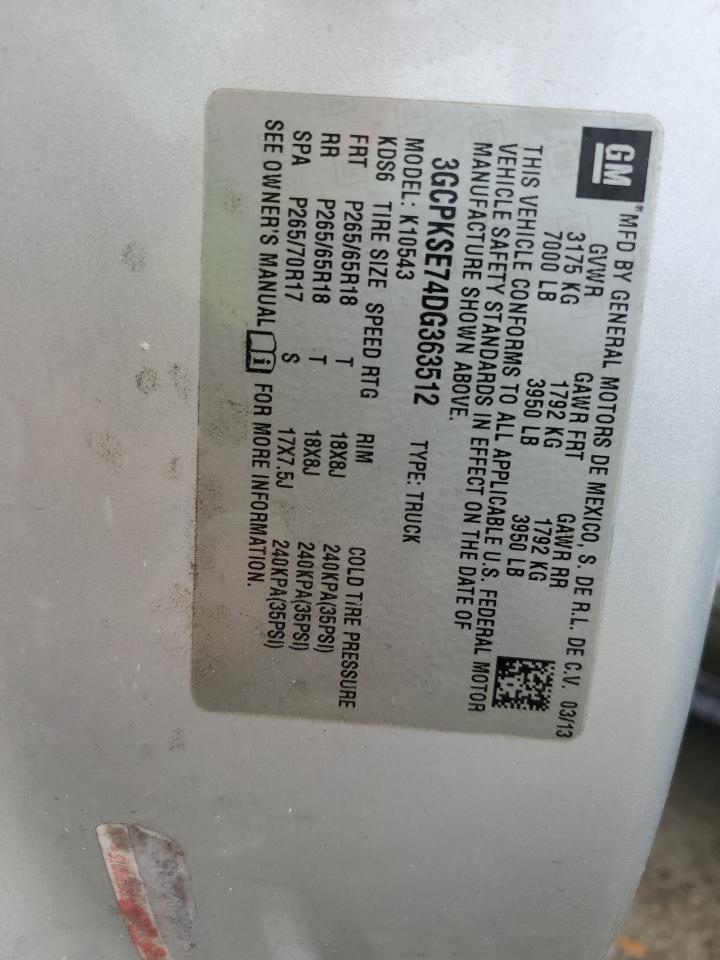 GM
® MFD BY GENERAL MOTORS DE MEXICO, S. DE R.L. DE C.V. 03/13
GVWR GAWR FRT GAWR RR
3175 KG 1792 KG 1792 KG
7000 LB 3950 LB 3950 LB
THIS VEHICLE CONFORMS TO ALL APPLICABLE U.S. FEDERAL MOTOR
VEHICLE SAFETY STANDARDS IN EFFECT ON THE DATE OF
MANUFACTURE SHOWN ABOVE.
3GCPKSE74DG363512 TYPE: TRUCK
MODEL: K10543
KDS6 TIRE SIZE SPEED RTG RIM COLD TIRE PRESSURE
FRT P265/65R18 T 18X8J 240KPA(35PSI)
RR P265/65R18 T 18X8J 240KPA(35PSI)
SPA P265/70R17 S 17X7.5J 240KPA(35PSI)
SEE OWNER'S MANUAL FOR MORE INFORMATION.